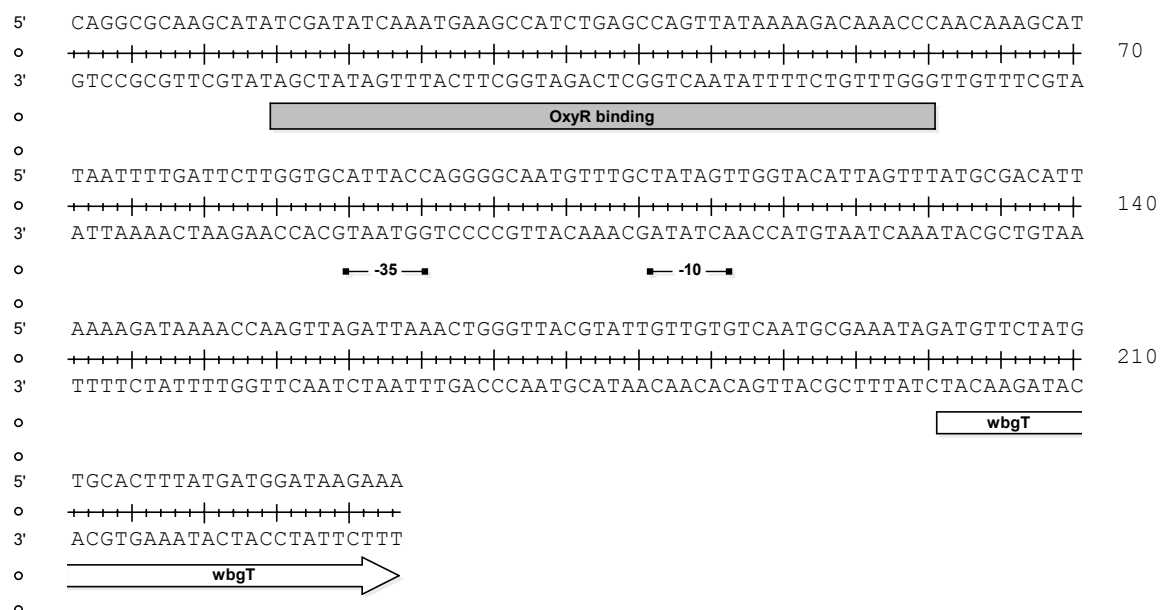 5' CAGGCGCAAGCATATCGATATCAAATGAAGCCATCTGAGCCAGTTATAAAAGACAAACCCAACAAAGCAT
70
3' GTCCGCGTTCGTATAGCTATAGTTTACTTCGGTAGACTCGGTCAATATTTTCTGTTTGGGTTGTTTCGTA
OxyR binding
5' TAATTTTGATTCTTGGTGCATTACCAGGGGCAATGTTTGCTATAGTTGGTACATTAGTTTATGCGACATT
140
3' ATTAAAACTAAGAACCACGTAATGGTCCCCGTTACAAACGATATCAACCATGTAATCAAATACGCTGTAA
-35 -10
5' AAAAGATAAAACCAAGTTAGATTAAACTGGGTTACGTATTGTTGTGTCAATGCGAAATAGATGTTCTATG
210
3' TTTTCTATTTTGGTTCAATCTAATTTGACCCAATGCATAACAACACAGTTACGCTTTATCTACAAGATAC
wbgT
5' TGCACTTTATGATGGATAAGAAA
3' ACGTGAAATACTACCTATTCTTT
wbgT